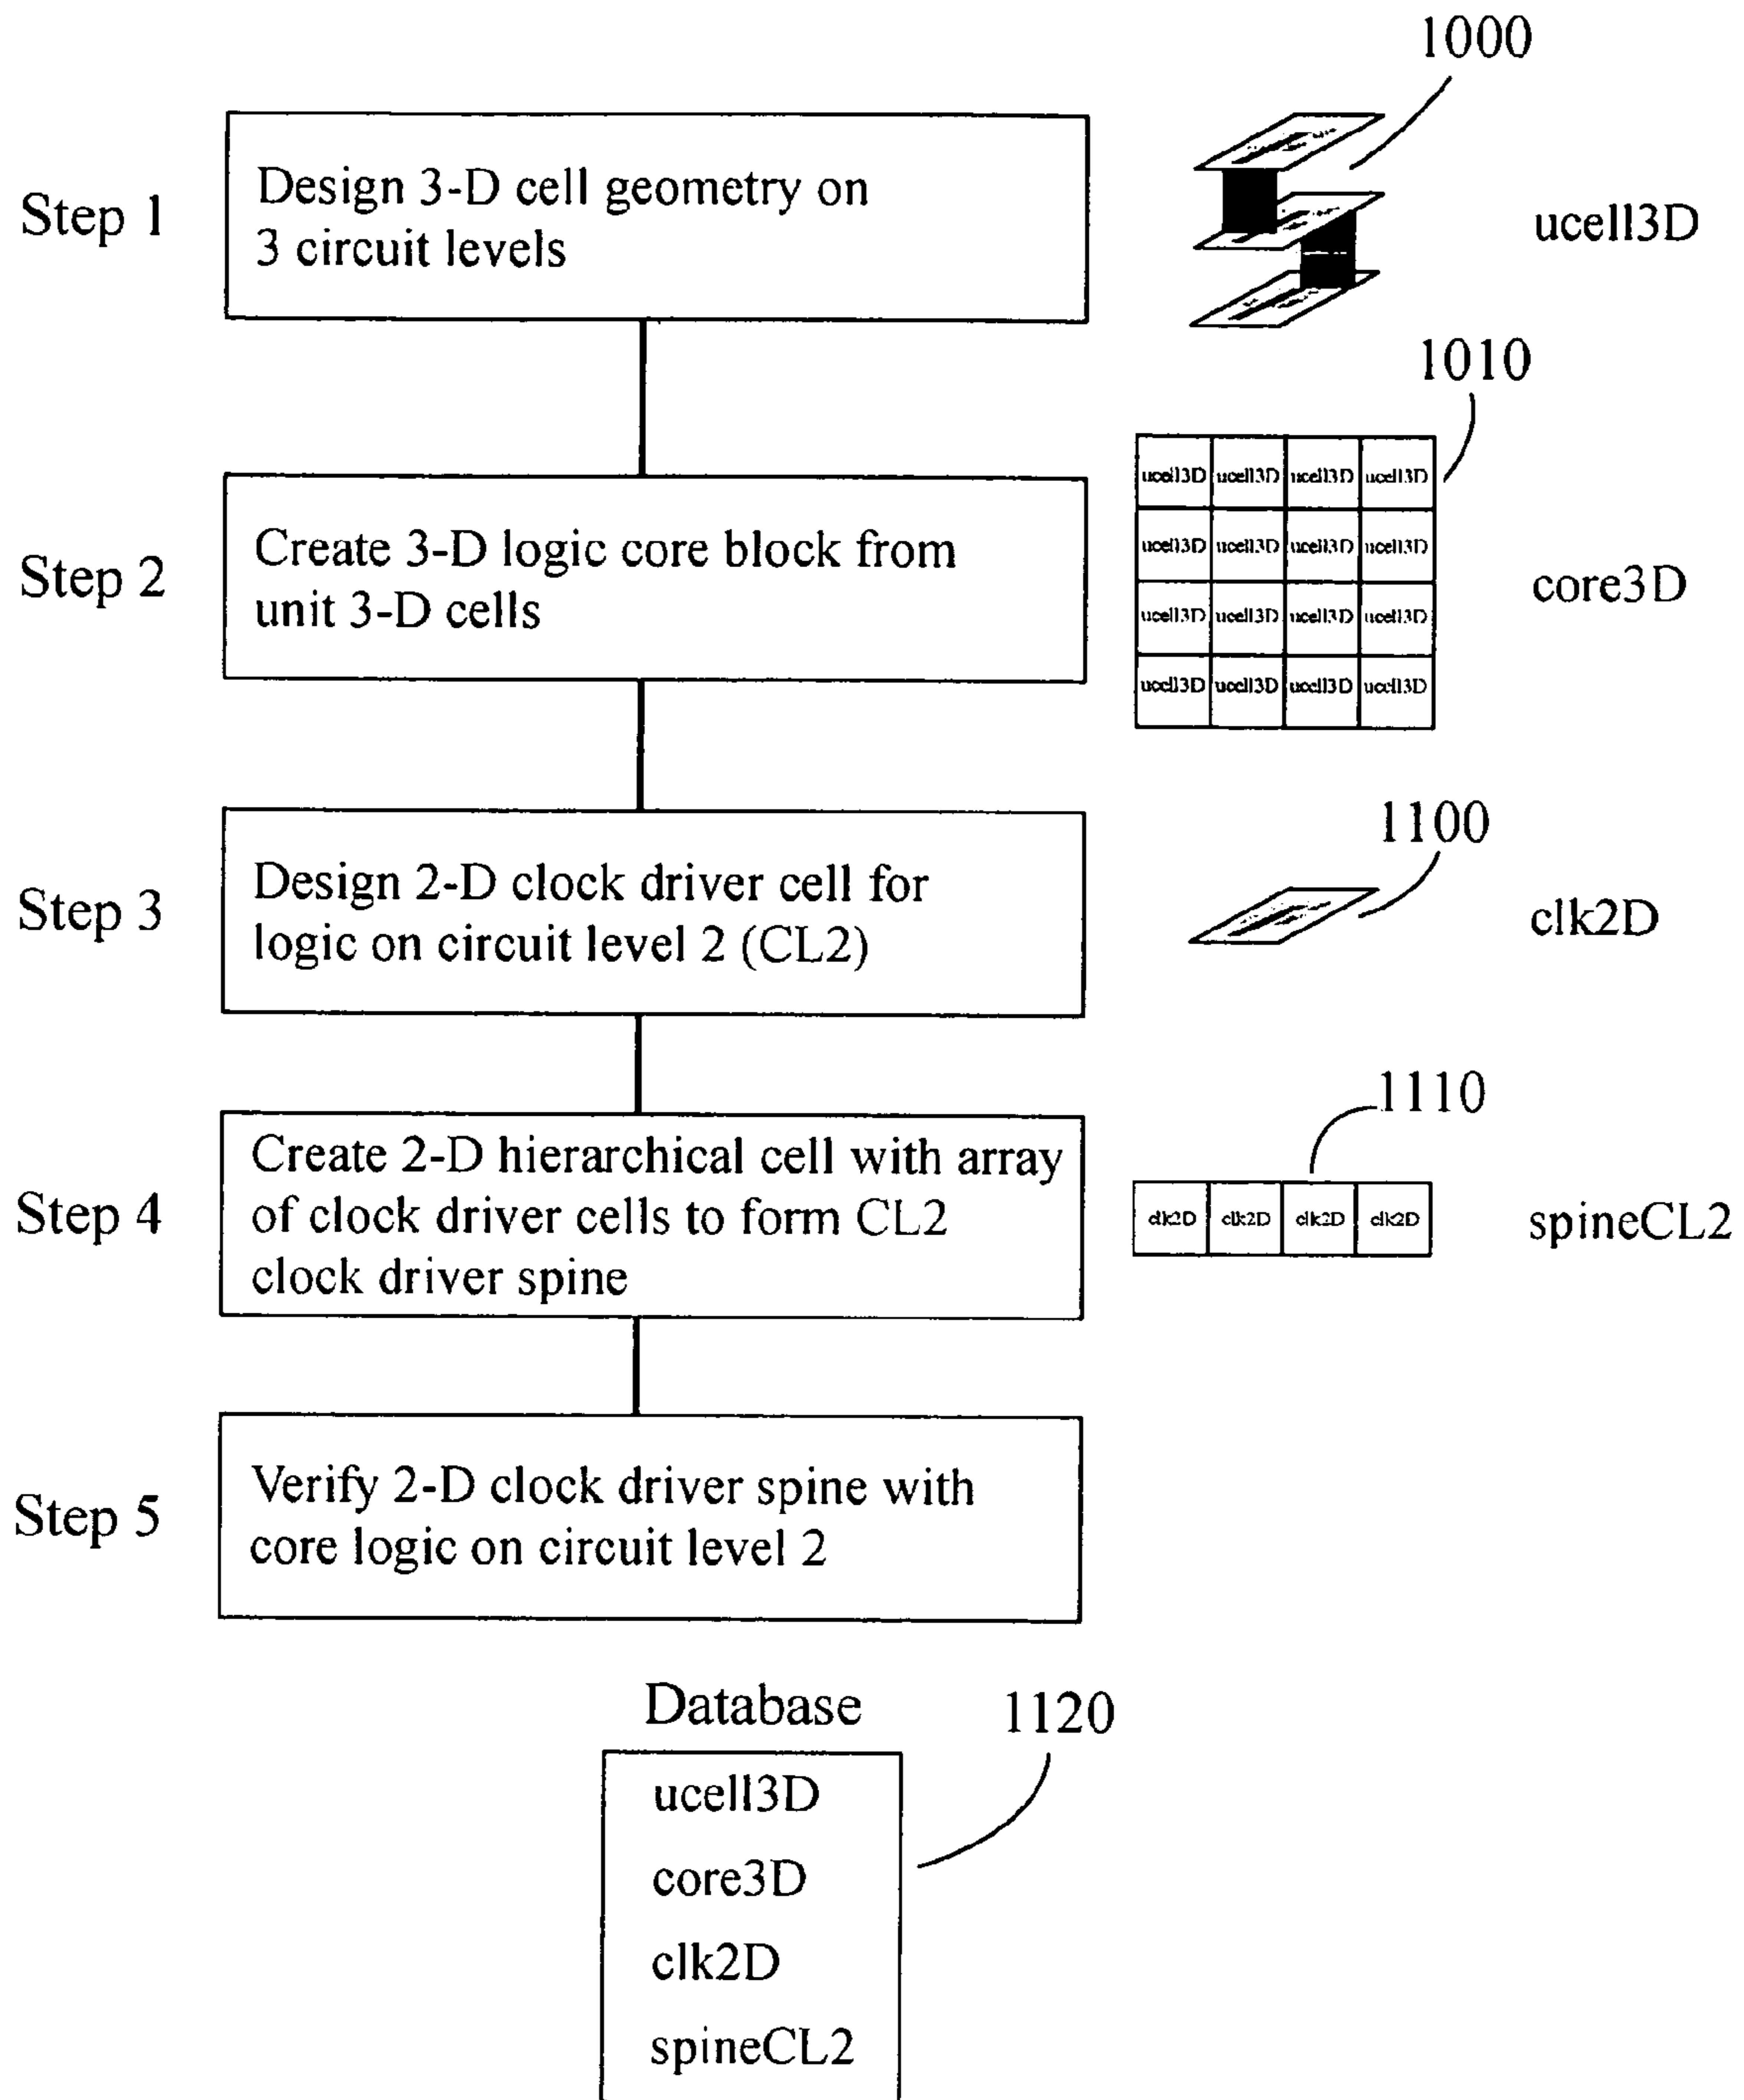 1000
Step 1
Design 3-D cell geometry on
3 circuit levels
ucell3D
1010
Step 2
Create 3-D logic core block from
unit 3-D cells
ucell3D ucell3D ucell3D ucell3D
ucell3D ucell3D ucell3D ucell3D
ucell3D ucell3D ucell3D ucell3D
ucell3D ucell3D ucell3D ucell3D
core3D
1100
Step 3
Design 2-D clock driver cell for
logic on circuit level 2 (CL2)
clk2D
1110
Step 4
Create 2-D hierarchical cell with array
of clock driver cells to form CL2
clock driver spine
clk2D clk2D clk2D clk2D
spineCL2
Step 5
Verify 2-D clock driver spine with
core logic on circuit level 2
Database
1120
ucell3D
core3D
clk2D
spineCL2